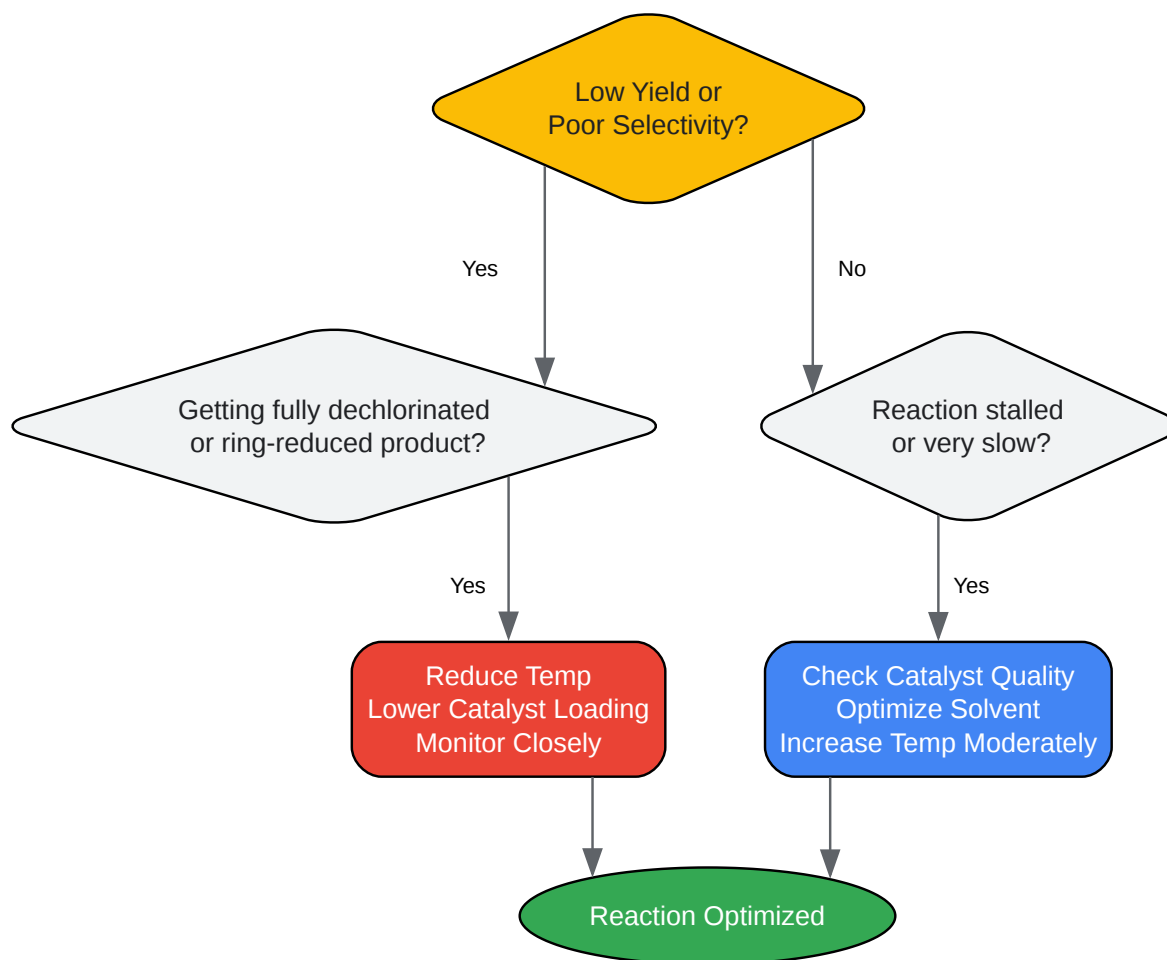 Low Yield or
Poor Selectivity?
Yes
No
Getting fully dechlorinated
or ring-reduced product?
Reaction stalled
or very slow?
Yes
Yes
Reduce Temp
Lower Catalyst Loading
Monitor Closely
Check Catalyst Quality
Optimize Solvent
Increase Temp Moderately
Reaction Optimized